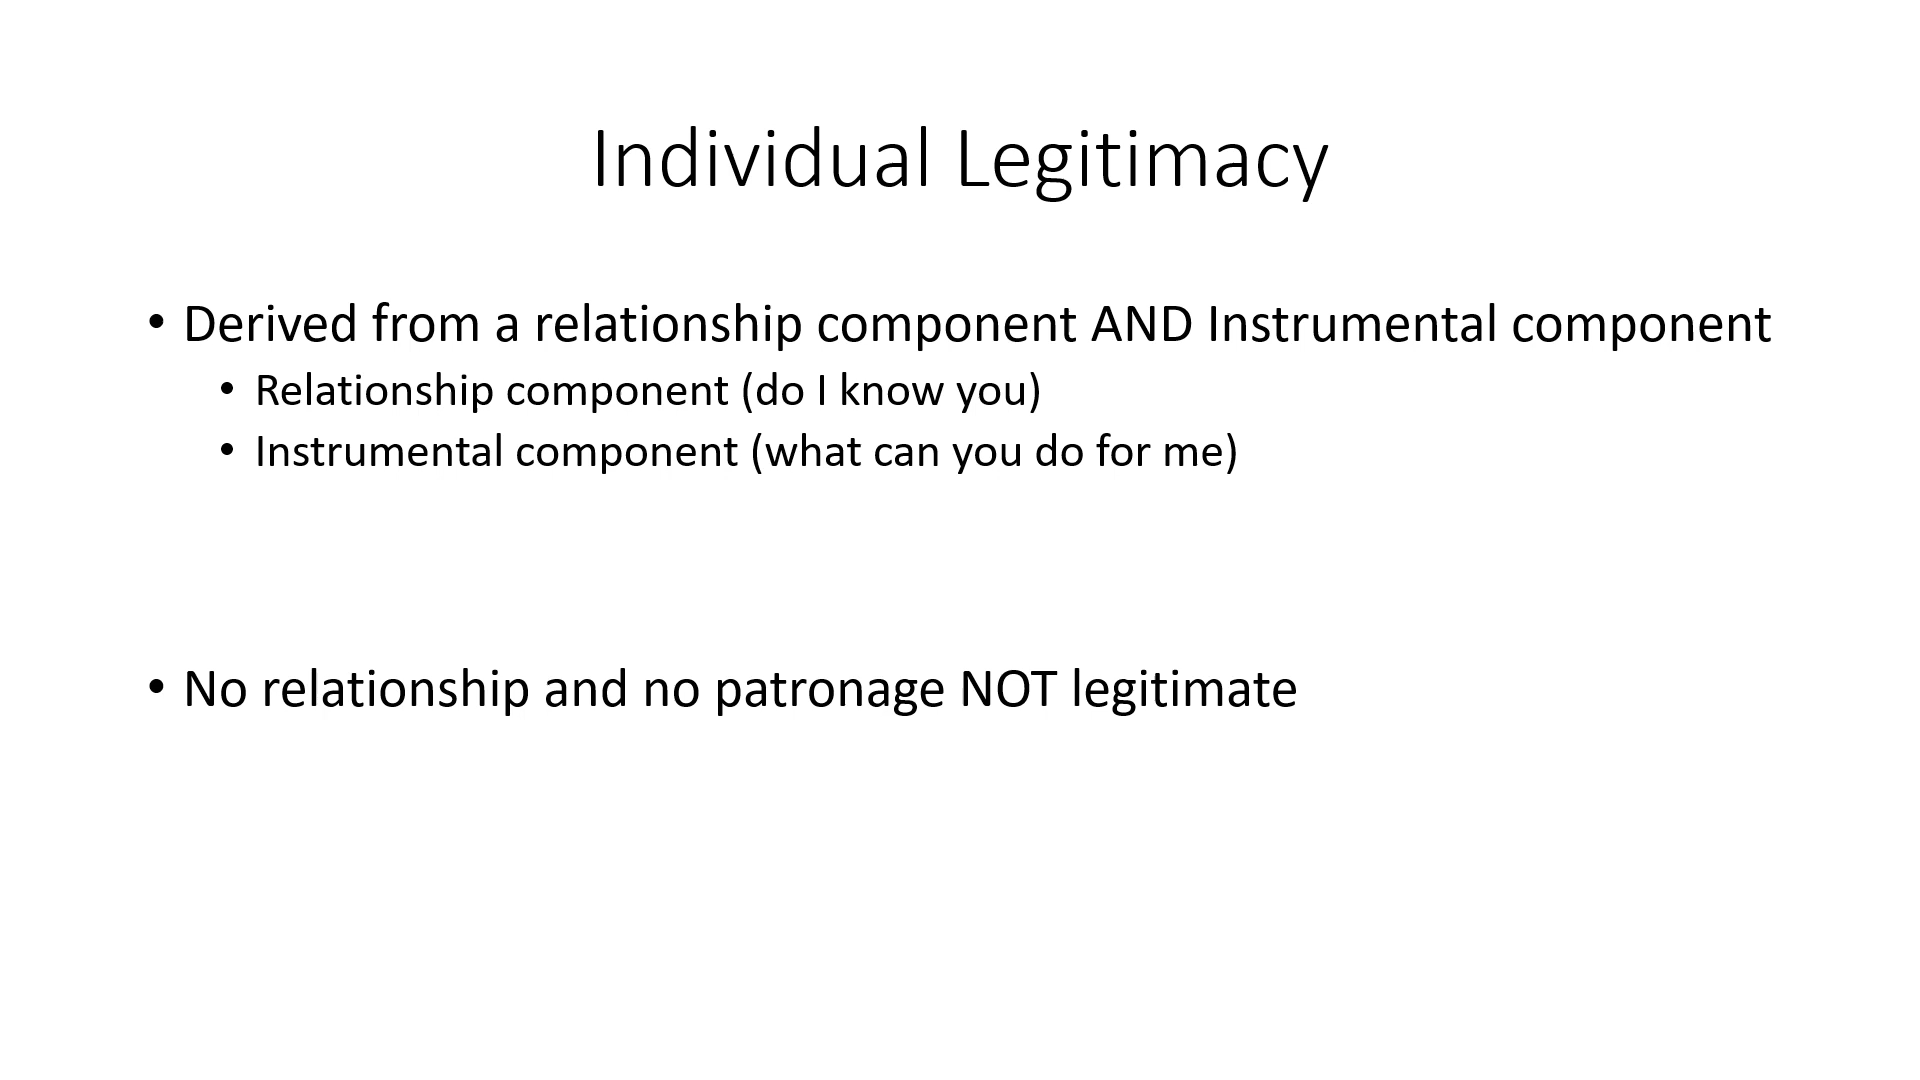 Individual Legitimacy
• Derived from a relationship component AND Instrumental component
• Relationship component (do I know you)
• Instrumental component (what can you do for me)
• No relationship and no patronage NOT legitimate